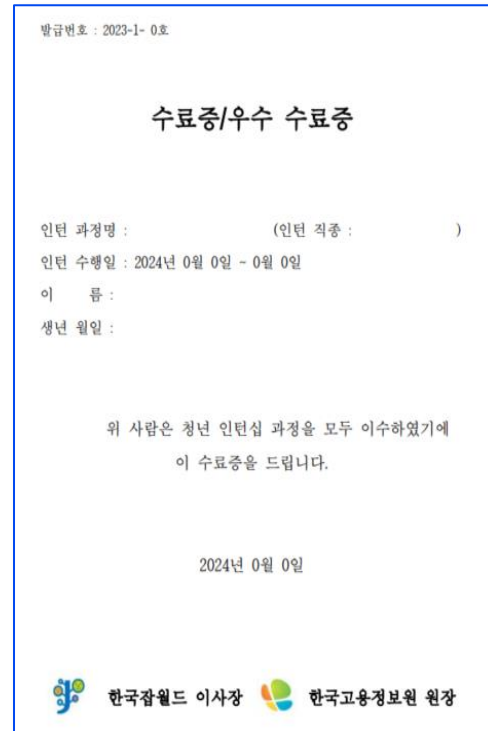 발급번호 : 2023-1- 0호
수료증/우수 수료증
인턴 과정명 : (인턴 직종 : )
인턴 수행일 : 2024년 0월 0일 ~ 0월 0일
이 름 :
생년 월일 :
위 사람은 청년 인턴십 과정을 모두 이수하였기에
이 수료증을 드립니다.
2024년 0월 0일
한국잡월드 이사장 한국고용정보원 원장